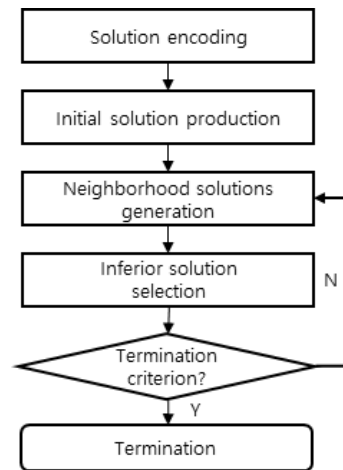 Solution encoding
Initial solution production
Neighborhood solutions
generation
Inferior solution
selection
N
Termination
criterion?
Y
Termination